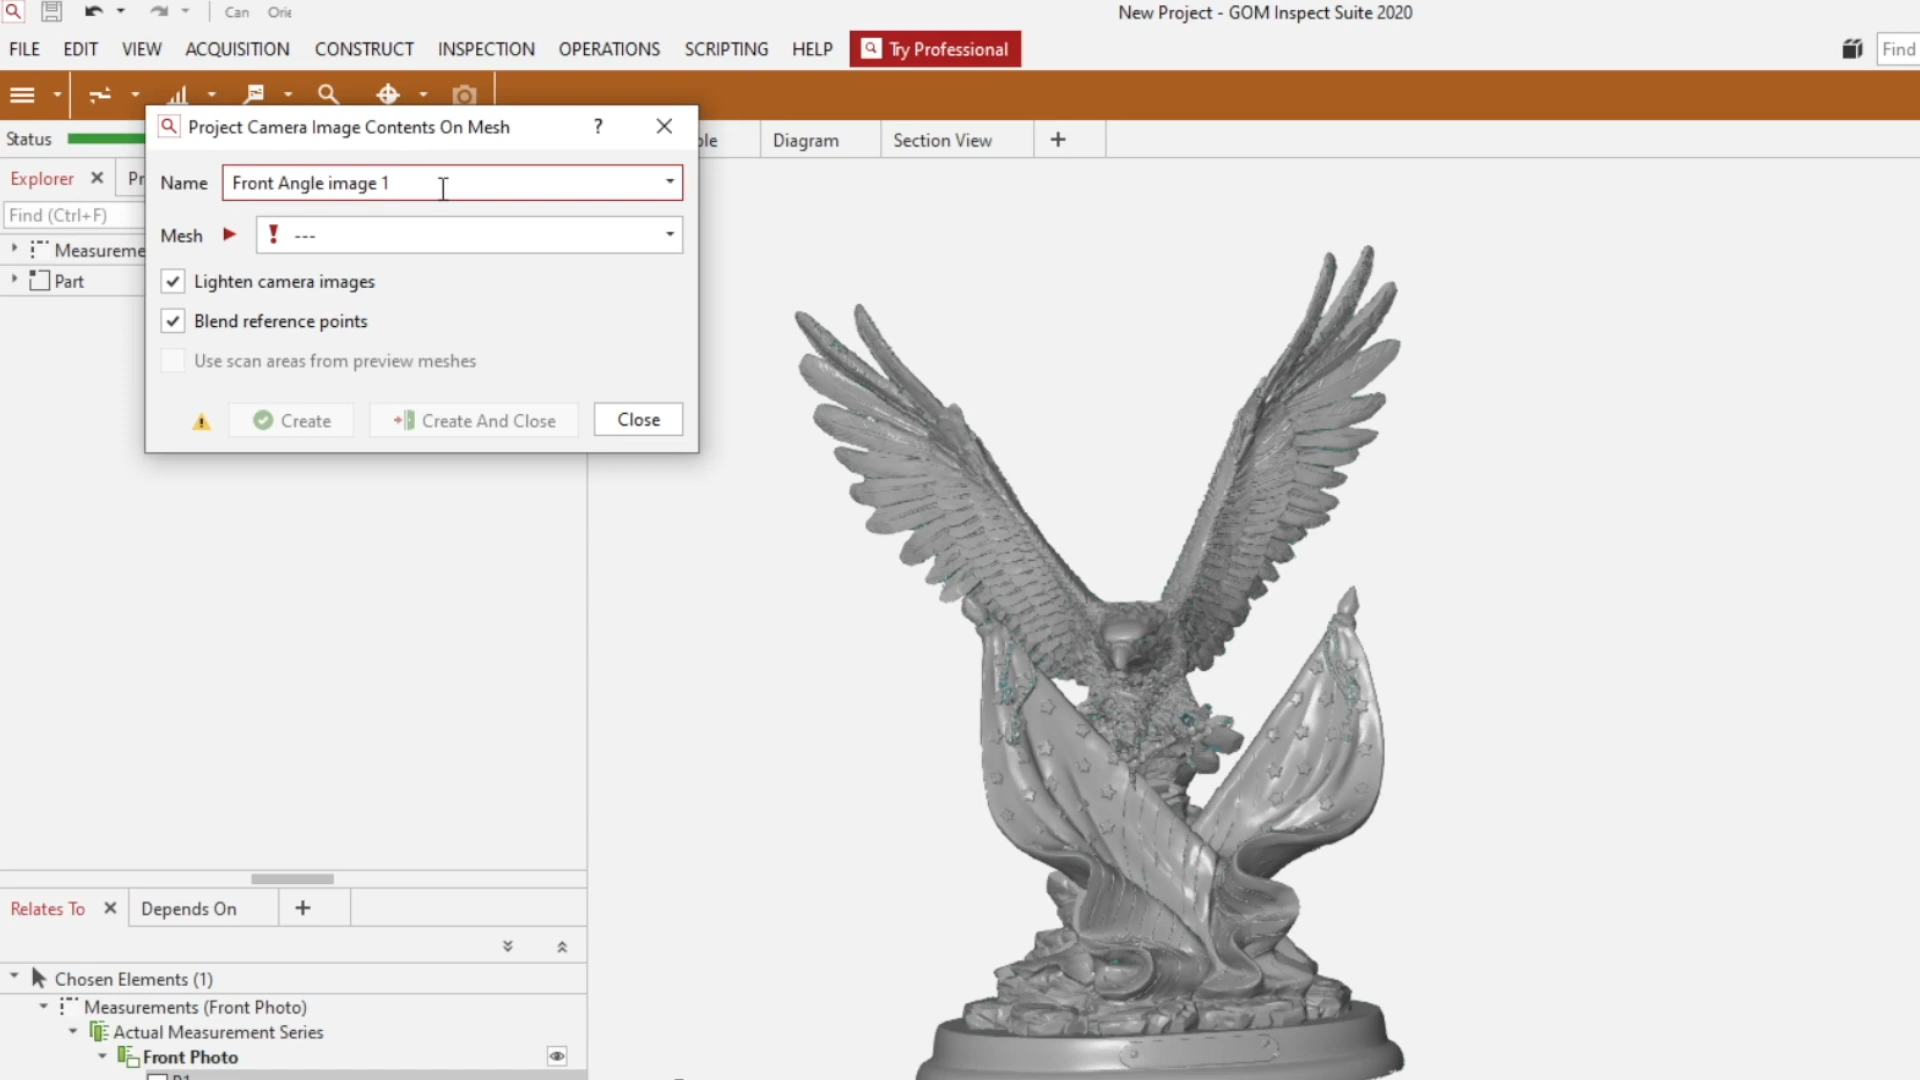 Can Orie
New Project - GOM Inspect Suite 2020
FILE EDIT VIEW ACQUISITION CONSTRUCT INSPECTION OPERATIONS SCRIPTING HELP Try Professional Find
Status
Project Camera Image Contents On Mesh ?
ple Diagram Section View +
Explorer Pr
Name Front Angle image 1
Find (Ctrl+F)
Mesh ! ---
Measureme
Part
Lighten camera images
Blend reference points
Use scan areas from preview meshes
Create Create And Close Close
Relates To Depends On +
Chosen Elements (1)
Measurements (Front Photo)
Actual Measurement Series
Front Photo